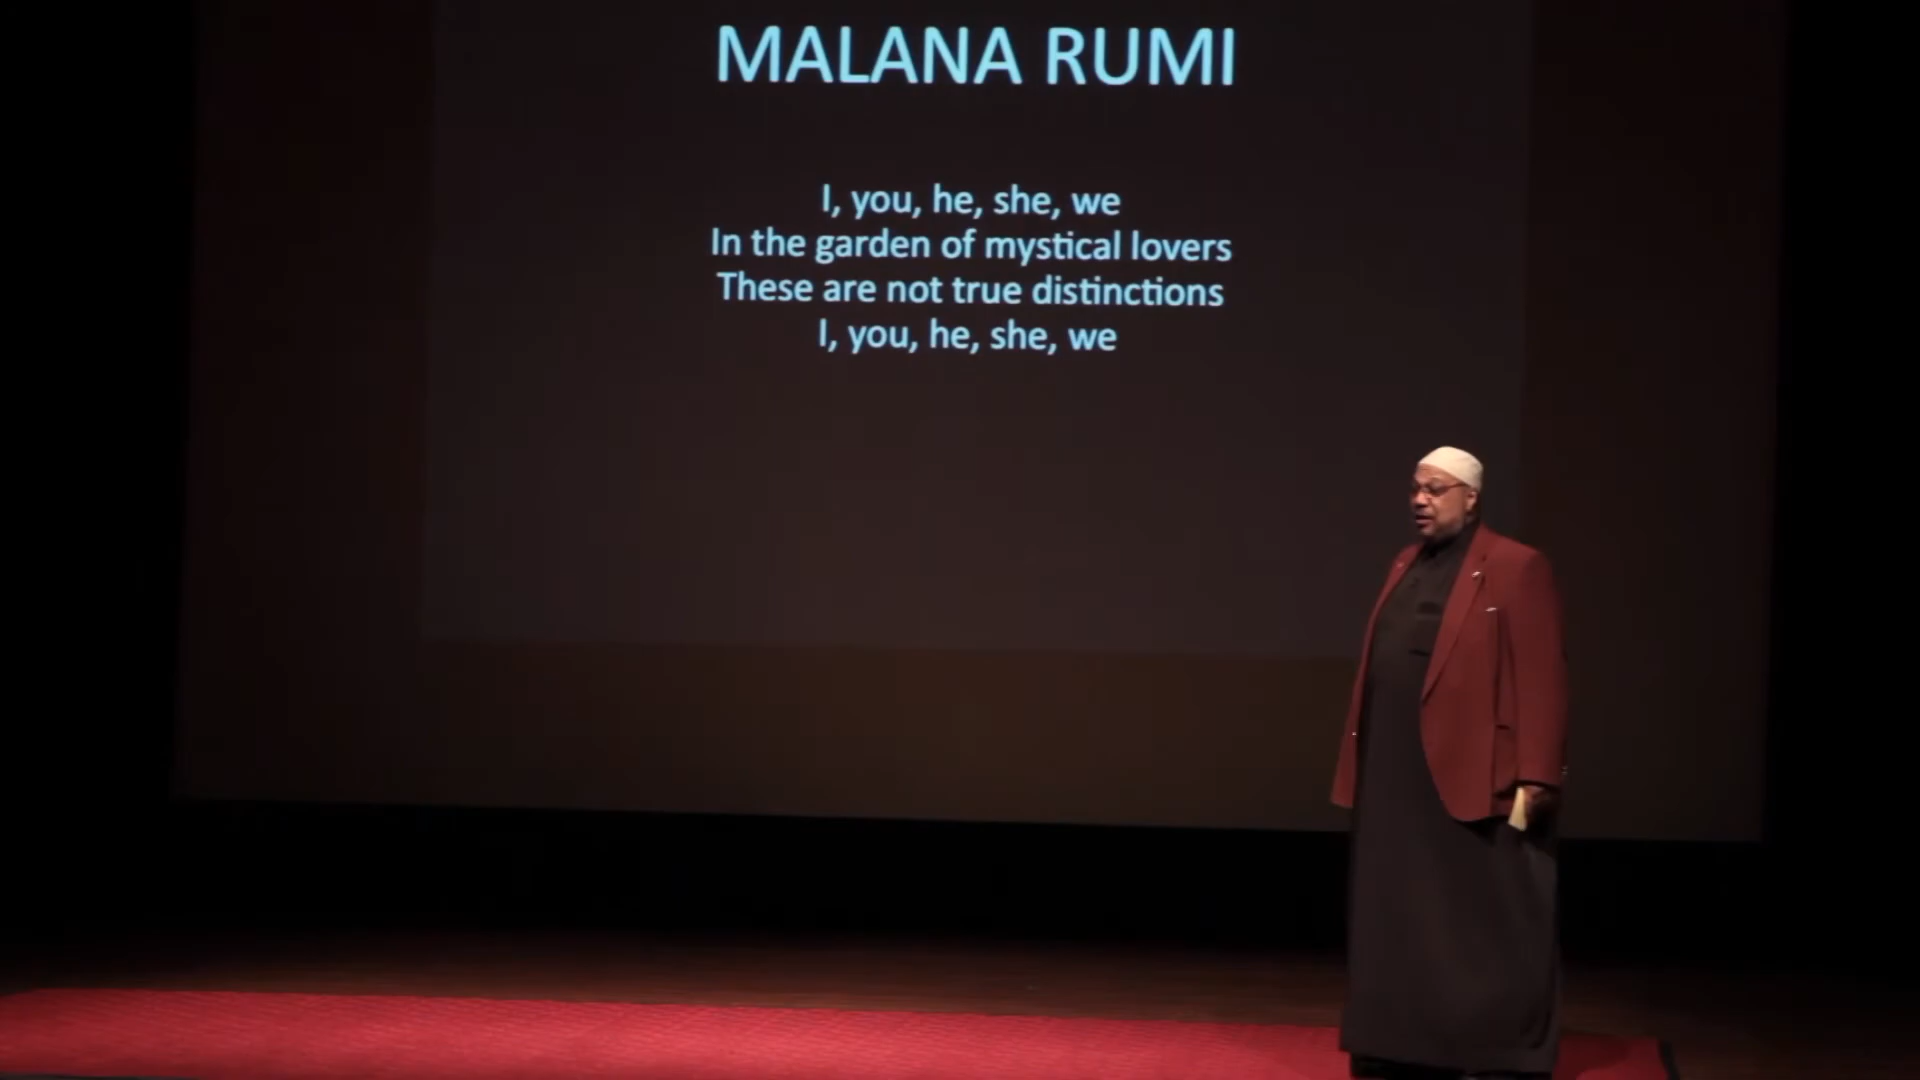 MALANA RUMI
I, you, he, she, we
In the garden of mystical lovers
These are not true distinctions
I, you, he, she, we